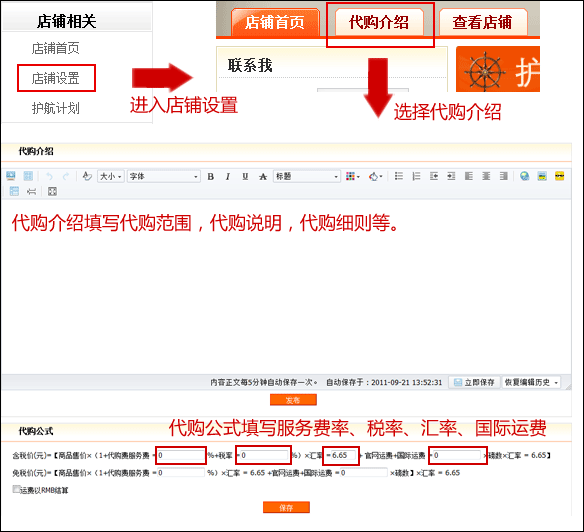 店铺相关
店铺首页
店铺设置
护航计划
进入店铺设置
店铺首页
代购介绍
查看店铺
联系我
护
选择代购介绍
代购介绍
大小
字体
B I U A
标题
代购介绍填写代购范围，代购说明，代购细则等。
内容正文每5分钟自动保存一次。 自动保存于：2011-09-21 13:52:31 立即保存 恢复编辑历史
发布
代购公式
代购公式填写服务费率、税率、汇率、国际运费
含税价(元)=【商品售价×（1+代购费服务费 =0 %+税率 =0 %）×汇率 =6.65 + 官网运费+国际运费 =0 ×磅数×汇率 = 6.65】
免税价(元)=【商品售价×（1+代购费服务费 =0 %）×汇率 = 6.65 +官网运费+国际运费 =0 ×磅数】×汇率 = 6.65
运费以RMB结算
保存